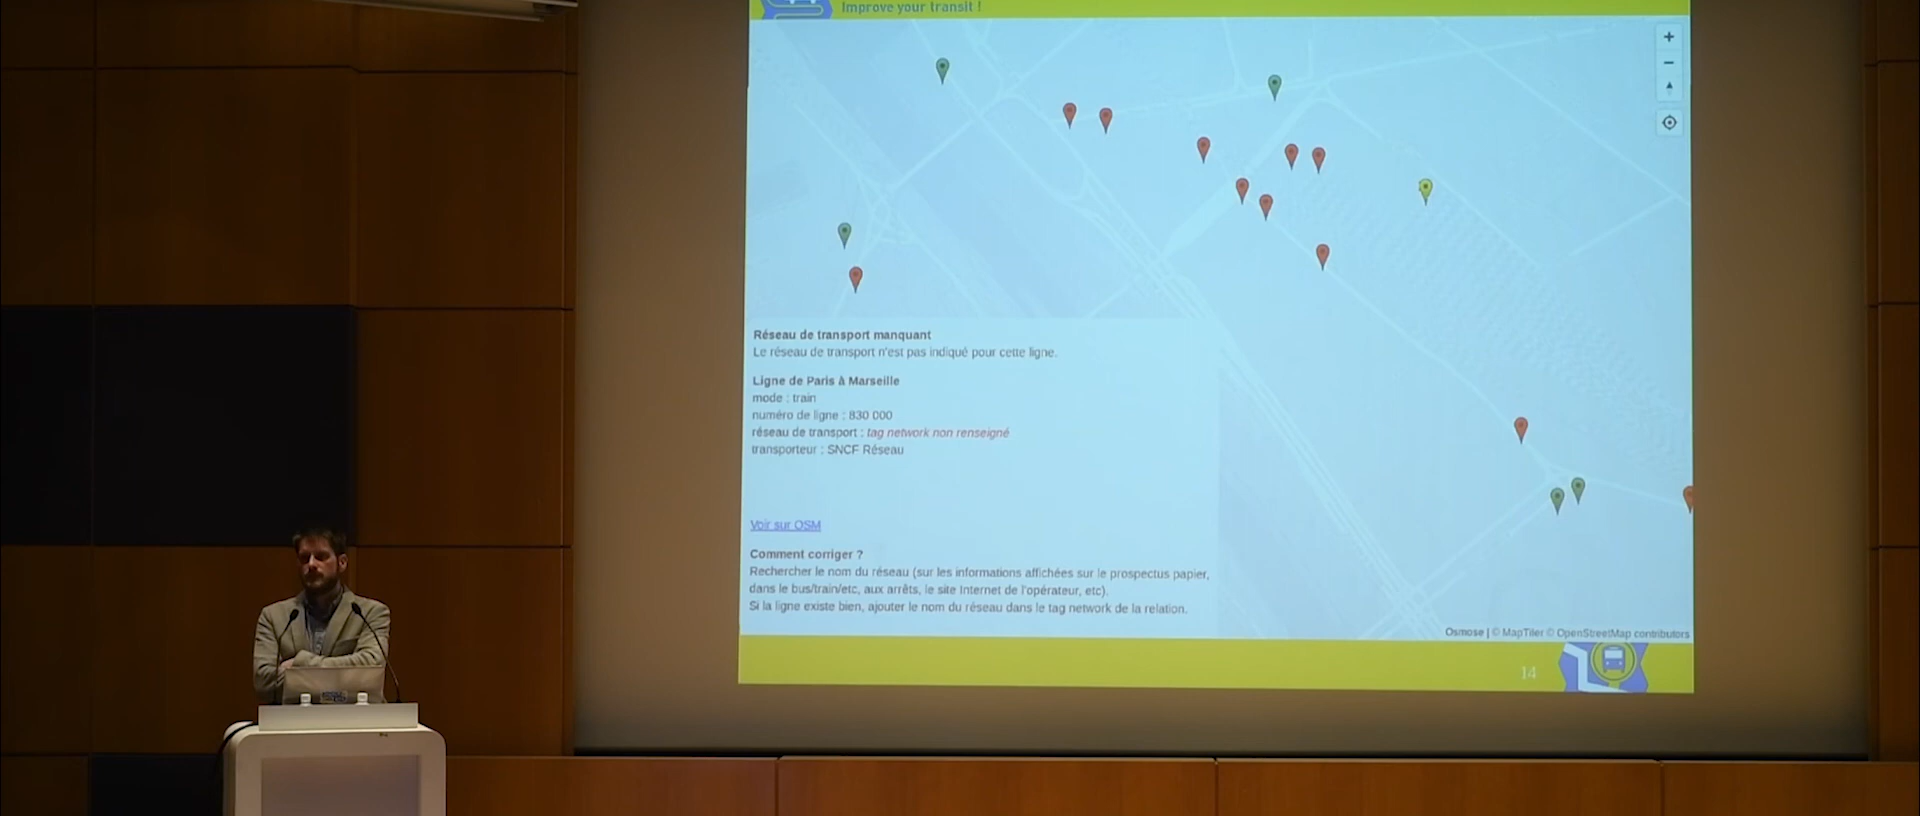 Improve your transit !
Réseau de transport manquant
Le réseau de transport n'est pas indiqué pour cette ligne.
Ligne de Paris à Marseille
mode : train
numéro de ligne : 830 000
réseau de transport : tag network non renseigné
transporteur : SNCF Réseau
Voir sur OSM
Comment corriger ?
Rechercher le nom du réseau (sur les informations affichées sur le prospectus papier,
dans le bus/train/etc, aux arrêts, le site Internet de l'opérateur, etc).
Si la ligne existe bien, ajouter le nom du réseau dans le tag network de la relation.
Osmose | © MapTiler © OpenStreetMap contributors
14